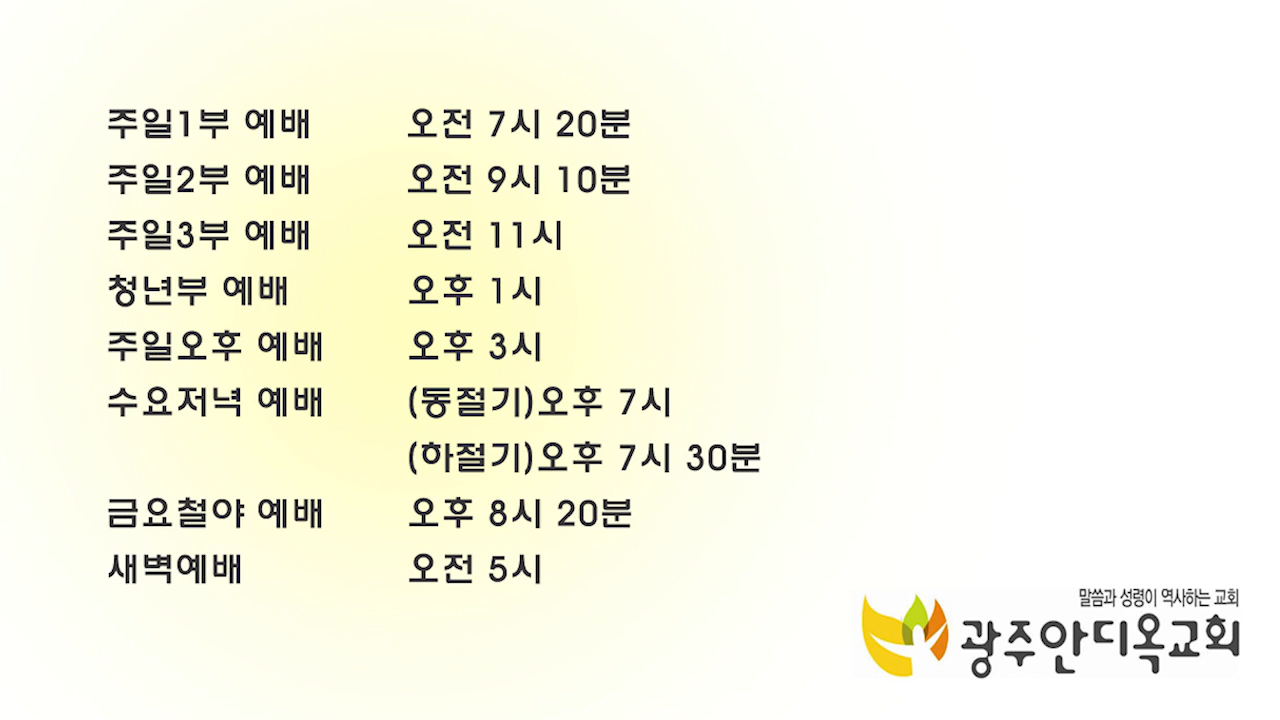 주일1부 예배 오전 7시 20분
주일2부 예배 오전 9시 10분
주일3부 예배 오전 11시
청년부 예배 오후 1시
주일오후 예배 오후 3시
수요저녁 예배 (동절기)오후 7시
(하절기)오후 7시 30분
금요철야 예배 오후 8시 20분
새벽예배 오전 5시
말씀과 성령이 역사하는 교회
광주안디옥교회